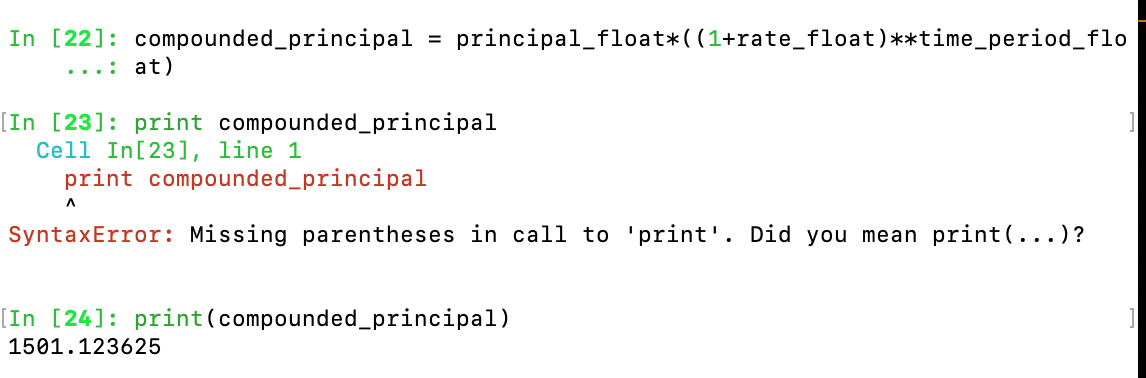 In [22]: compounded_principal = principal_float*((1+rate_float)**time_period_flo
    ...: at)
[In [23]: print compounded_principal ]
  Cell In[23], line 1
    print compounded_principal
    ^
SyntaxError: Missing parentheses in call to 'print'. Did you mean print(...)?
[In [24]: print(compounded_principal) ]
1501.123625